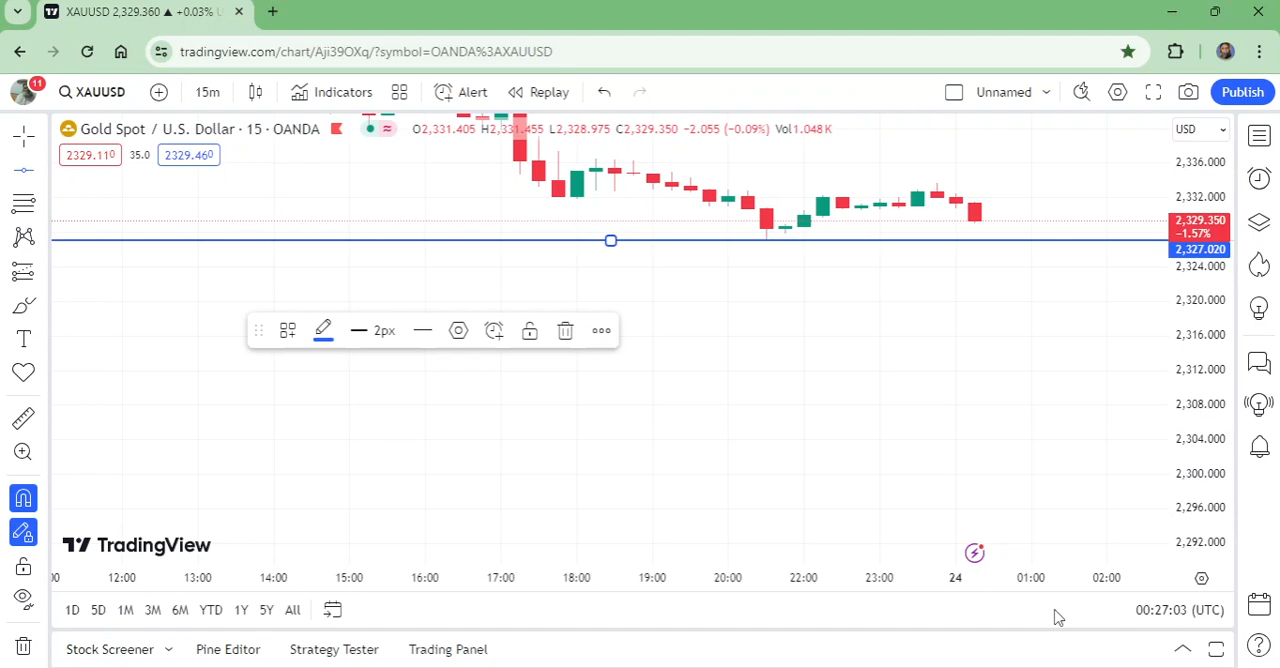 XAUUSD 2,329.360 ▲ +0.03%
tradingview.com/chart/Aji39OXq/?symbol=OANDA%3AXAUUSD
11
XAUUSD
15m
Indicators
Alert
Replay
Unnamed
Publish
Gold Spot / U.S. Dollar · 15 · OANDA
O2,331.405 H2,331.455 L2,328.975 C2,329.350 −2.055 (−0.09%) Vol1.048 K
USD
2329.110
35.0
2329.460
2,336.000
2,332.000
2,329.350
−1.57%
2,327.020
2,324.000
2,320.000
2,316.000
2,312.000
2,308.000
2,304.000
2,300.000
2,296.000
2,292.000
2px
TradingView
12:00 13:00 14:00 15:00 16:00 17:00 18:00 19:00 20:00 22:00 23:00 24 01:00 02:00
1D 5D 1M 3M 6M YTD 1Y 5Y All
00:27:03 (UTC)
Stock Screener Pine Editor Strategy Tester Trading Panel